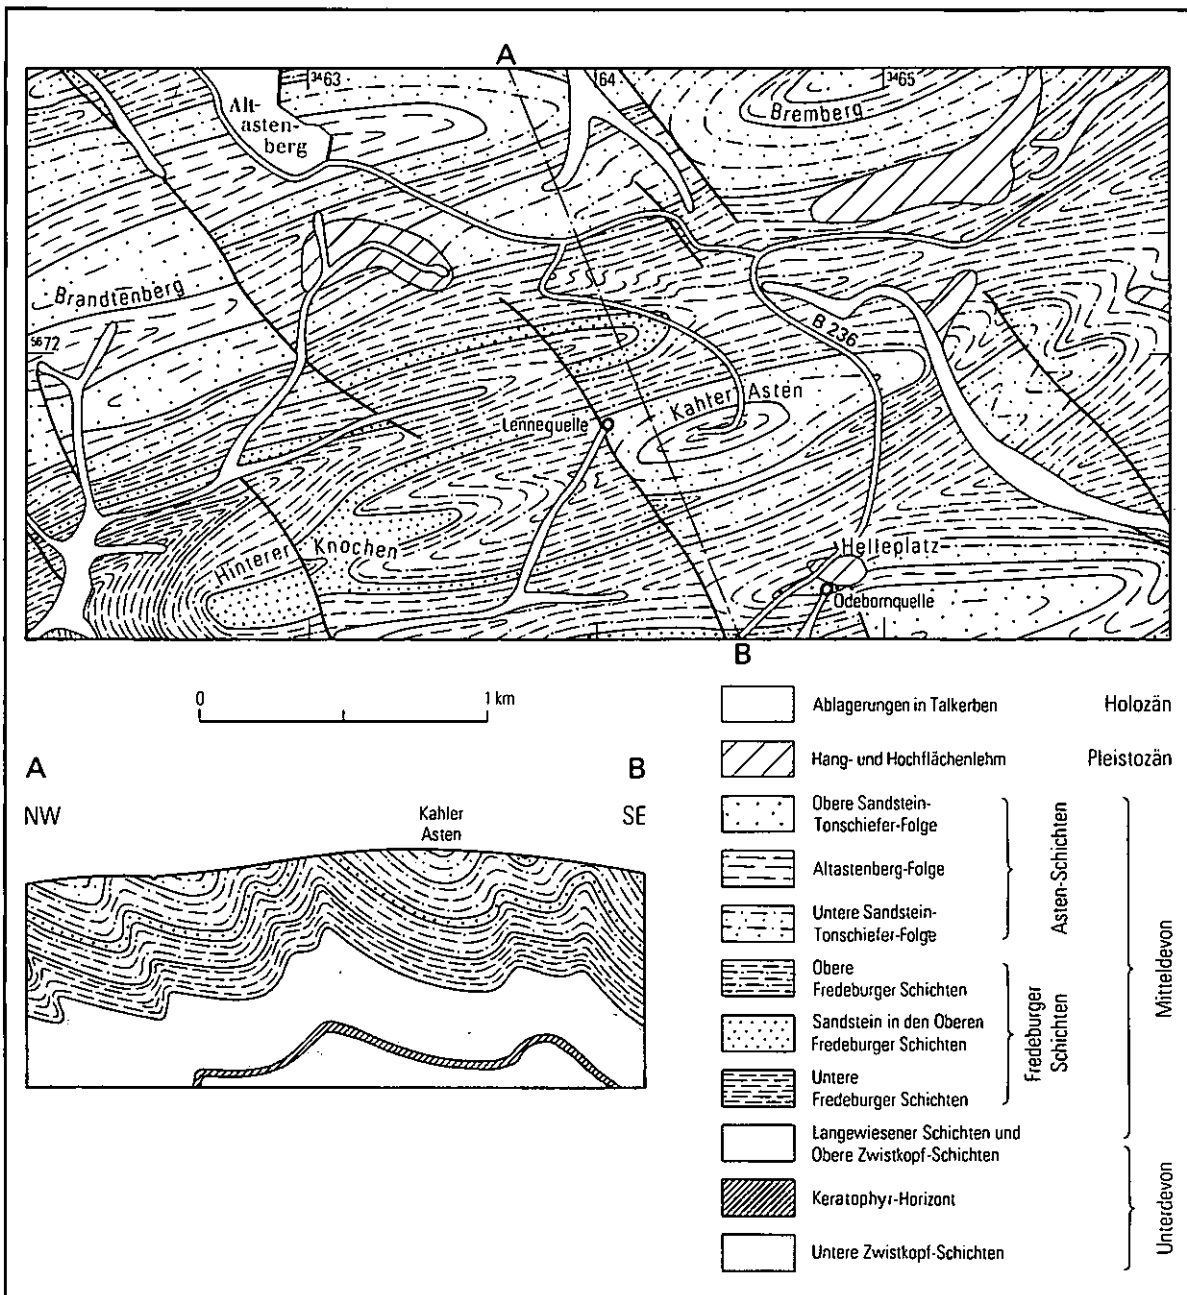 A
³⁴63
64
³⁴65
Alt-
asten-
berg
Bremberg
Brandtenberg
⁵⁶72
B 236
Kahler Asten
Lennequelle
Hinterer Knochen
Helleplatz
Odebornquelle
B
0 1 km
A B
NW SE
Kahler
Asten
Ablagerungen in Talkerben Holozän
Hang- und Hochflächenlehm Pleistozän
Obere Sandstein-
Tonschiefer-Folge
Altastenberg-Folge
Untere Sandstein-
Tonschiefer-Folge
Asten-Schichten
Obere
Fredeburger Schichten
Sandstein in den Oberen
Fredeburger Schichten
Untere
Fredeburger Schichten
Fredeburger
Schichten
Mitteldevon
Langewiesener Schichten und
Obere Zwistkopf-Schichten
Keratophyr-Horizont
Untere Zwistkopf-Schichten
Unterdevon